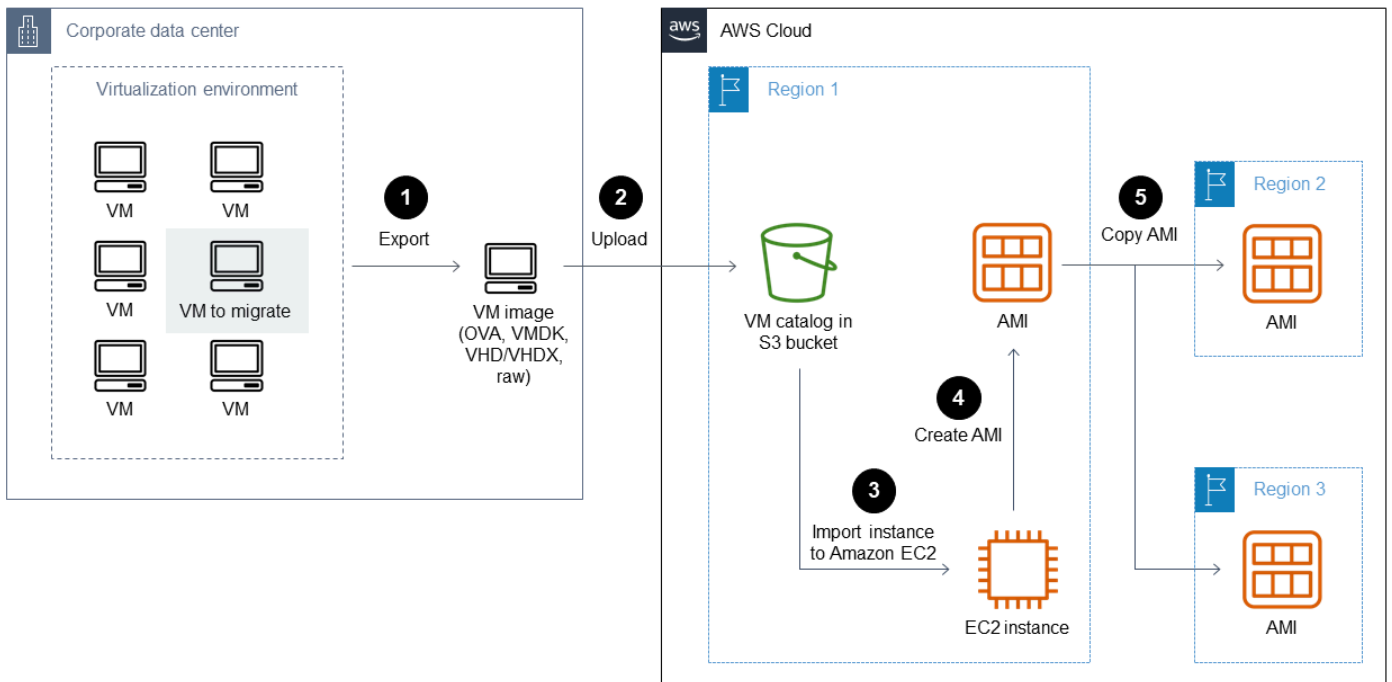 Corporate data center
Virtualization environment
VM
VM
VM
VM to migrate
VM
VM
1
Export
VM image
(OVA, VMDK,
VHD/VHDX,
raw)
2
Upload
aws
AWS Cloud
Region 1
VM catalog in
S3 bucket
3
Import instance
to Amazon EC2
EC2 instance
4
Create AMI
AMI
5
Copy AMI
Region 2
AMI
Region 3
AMI